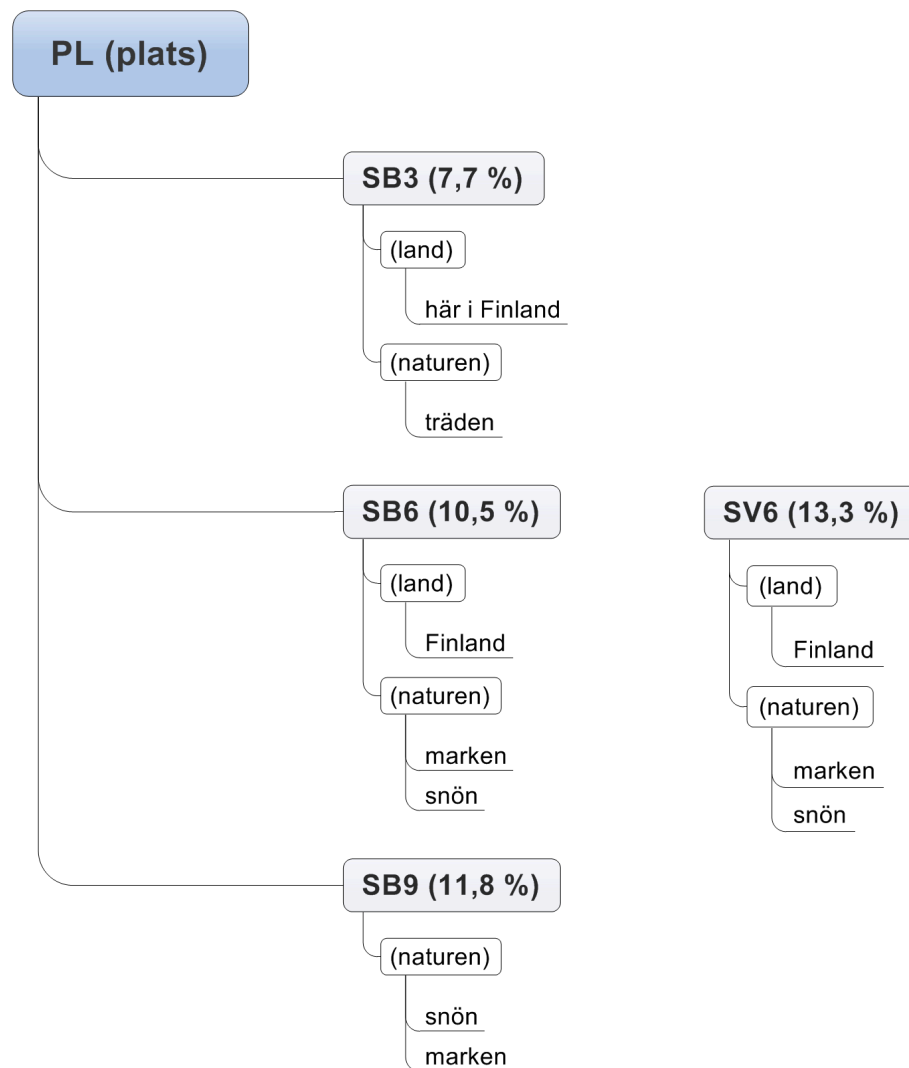 PL (plats)
SB3 (7,7 %)
(land)
här i Finland
(naturen)
träden
SB6 (10,5 %)
(land)
Finland
(naturen)
marken
snön
SV6 (13,3 %)
(land)
Finland
(naturen)
marken
snön
SB9 (11,8 %)
(naturen)
snön
marken